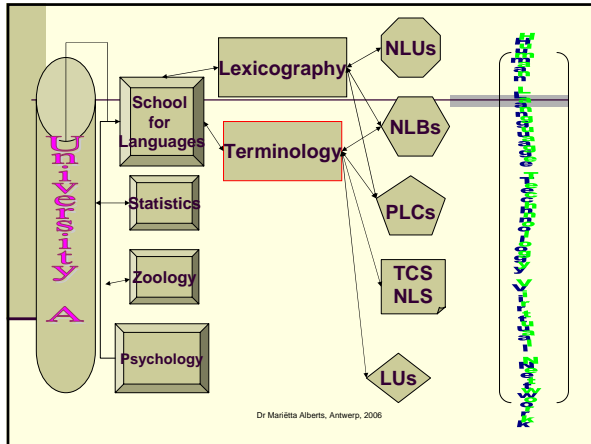 University A
School
for
Languages
Statistics
Zoology
Psychology
Lexicography
Terminology
NLUs
NLBs
PLCs
TCS
NLS
LUs
Human Language Technology Virtual Network
Dr Mariëtta Alberts, Antwerp, 2006